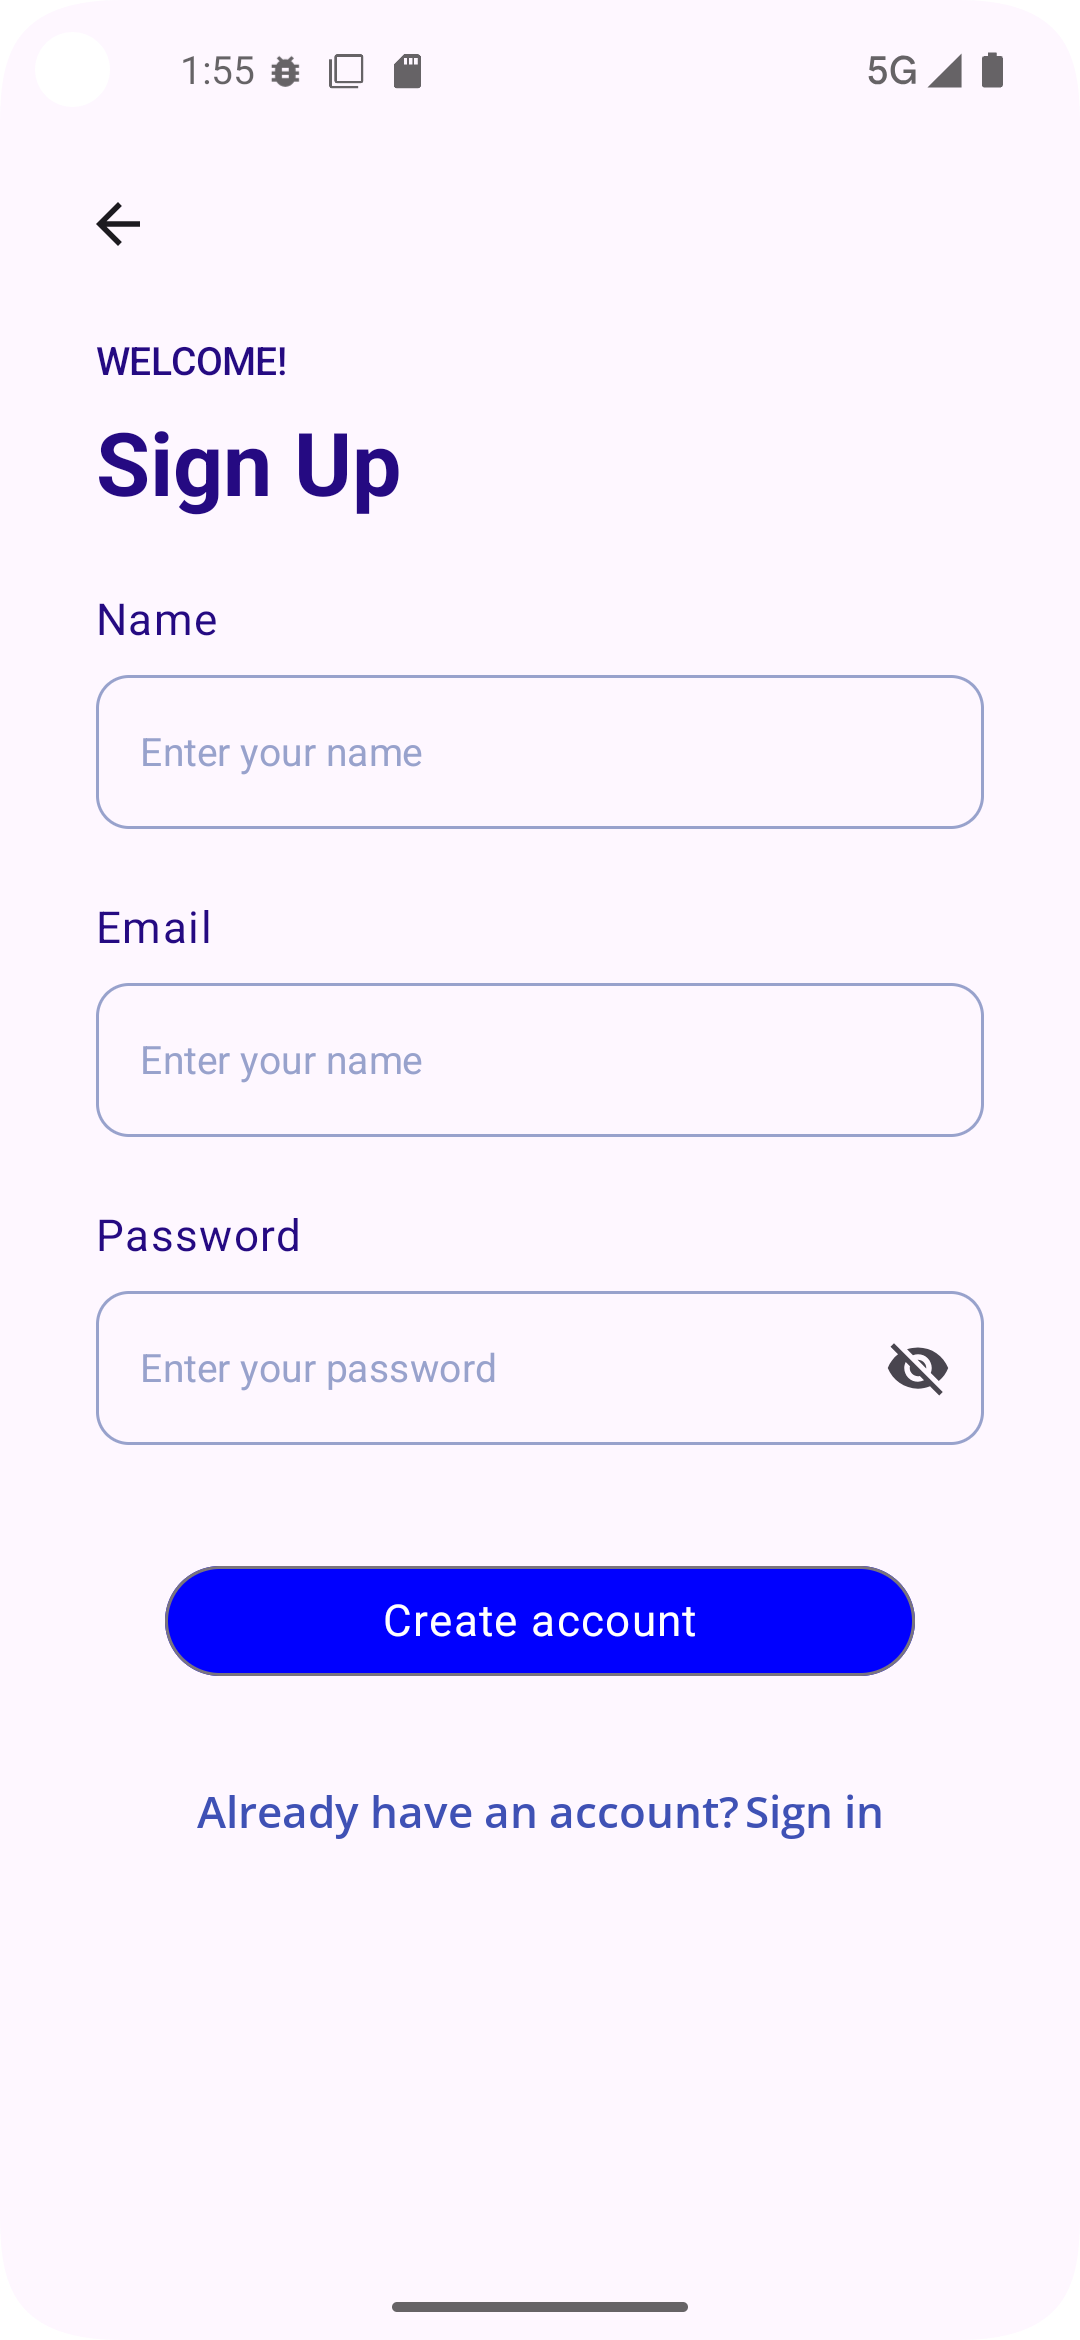 1:55 5G
WELCOME!
Sign Up
Name
Enter your name
Email
Enter your name
Password
Enter your password
Create account
Already have an account? Sign in